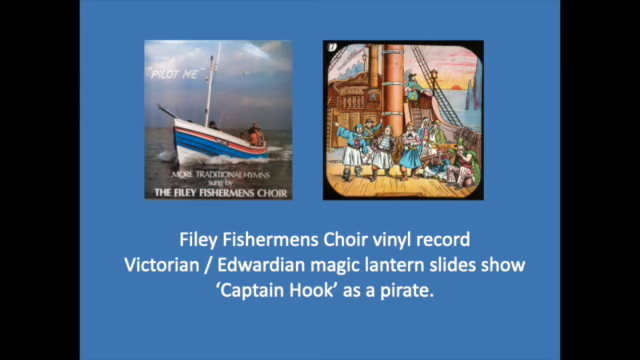 "PILOT ME"
MORE TRADITIONAL HYMNS
sung by
THE FILEY FISHERMENS CHOIR
Filey Fishermens Choir vinyl record
Victorian / Edwardian magic lantern slides show
‘Captain Hook’ as a pirate.